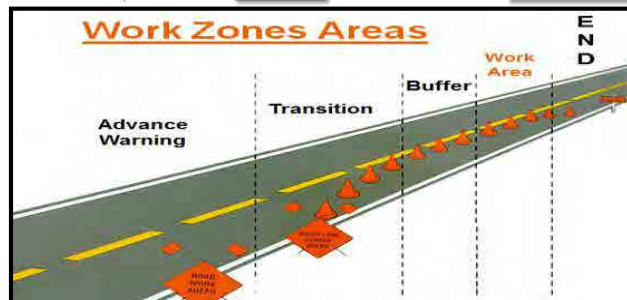 Work Zones Areas
E
N
D
Work
Area
Buffer
Transition
Advance
Warning
ROAD
WORK
AHEAD